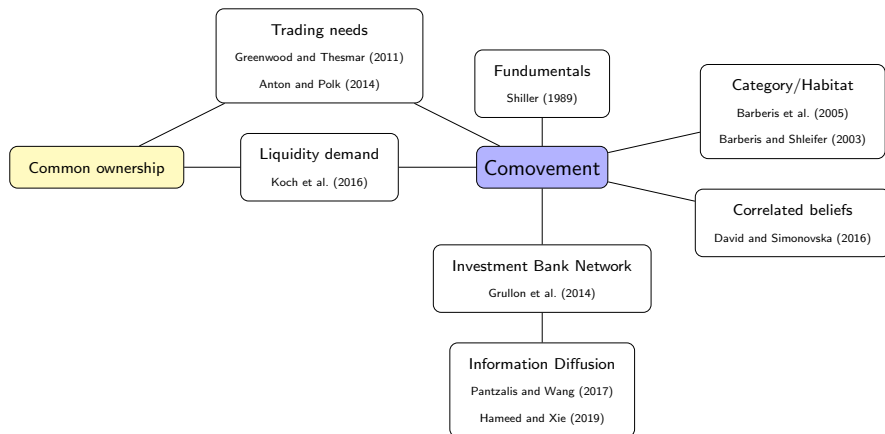 Trading needs
Greenwood and Thesmar (2011)
Anton and Polk (2014)
Fundumentals
Shiller (1989)
Category/Habitat
Barberis et al. (2005)
Barberis and Shleifer (2003)
Common ownership
Liquidity demand
Koch et al. (2016)
Comovement
Correlated beliefs
David and Simonovska (2016)
Investment Bank Network
Grullon et al. (2014)
Information Diffusion
Pantzalis and Wang (2017)
Hameed and Xie (2019)